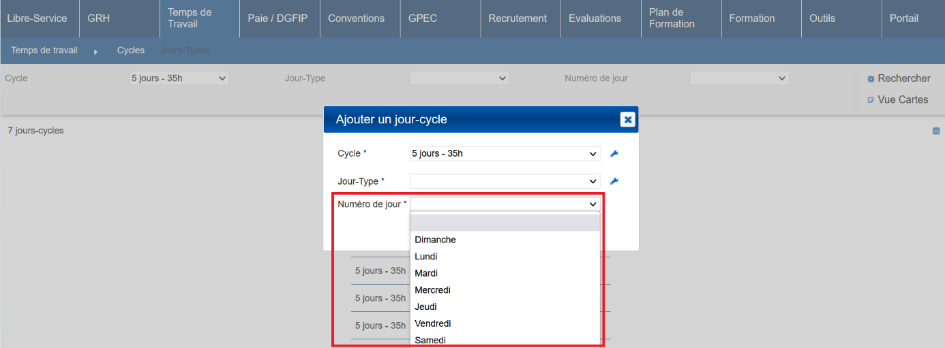 Libre-Service GRH Temps de Travail Paie / DGFIP Conventions GPEC Recrutement Evaluations Plan de Formation Formation Outils Portail
Temps de travail Cycles Jours-Types
Cycle 5 jours - 35h Jour-Type Numéro de jour Rechercher
Vue Cartes
7 jours-cycles
Ajouter un jour-cycle
Cycle * 5 jours - 35h
Jour-Type *
Numéro de jour *
Dimanche
Lundi
5 jours - 35h Mardi
Mercredi
5 jours - 35h Jeudi
5 jours - 35h Vendredi
Samedi